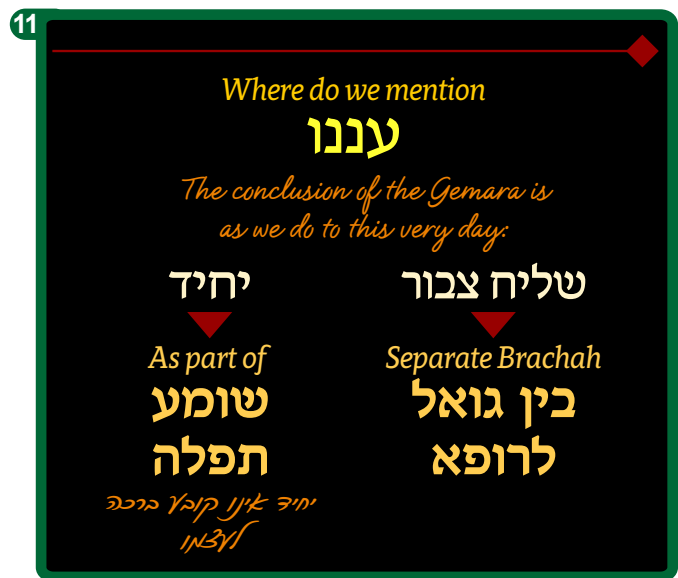 11
Where do we mention
עננו
The conclusion of the Gemara is
as we do to this very day:
שליח צבור
Separate Brachah
בין גואל
לרופא
יחיד
As part of
שומע
תפלה
יחיד אינו קובע ברכה
לעצמו